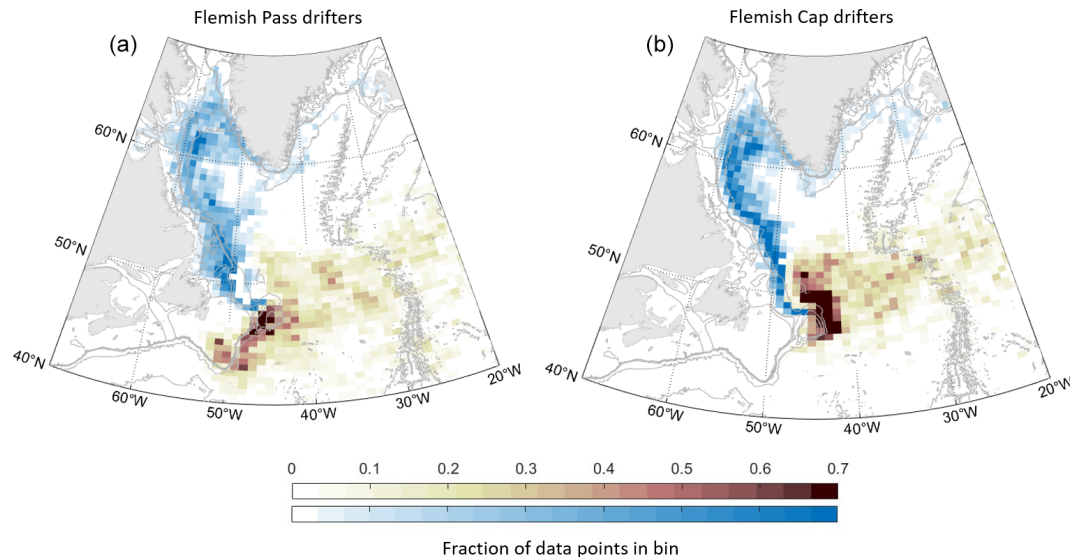 Flemish Pass drifters
Flemish Cap drifters
(a)
(b)
60°N
50°N
40°N
60°W
50°W
40°W
30°W
20°W
60°N
50°N
40°N
60°W
50°W
40°W
30°W
20°W
0 0.1 0.2 0.3 0.4 0.5 0.6 0.7
Fraction of data points in bin